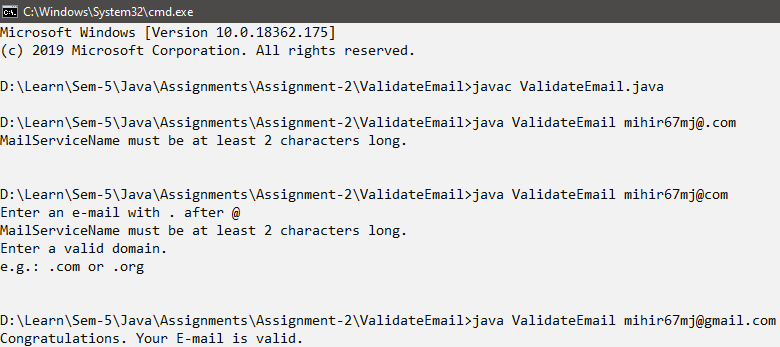 C:\Windows\System32\cmd.exe
Microsoft Windows [Version 10.0.18362.175]
(c) 2019 Microsoft Corporation. All rights reserved.
D:\Learn\Sem-5\Java\Assignments\Assignment-2\ValidateEmail>javac ValidateEmail.java
D:\Learn\Sem-5\Java\Assignments\Assignment-2\ValidateEmail>java ValidateEmail mihir67mj@.com
MailServiceName must be at least 2 characters long.
D:\Learn\Sem-5\Java\Assignments\Assignment-2\ValidateEmail>java ValidateEmail mihir67mj@com
Enter an e-mail with . after @
MailServiceName must be at least 2 characters long.
Enter a valid domain.
e.g.: .com or .org
D:\Learn\Sem-5\Java\Assignments\Assignment-2\ValidateEmail>java ValidateEmail mihir67mj@gmail.com
Congratulations. Your E-mail is valid.